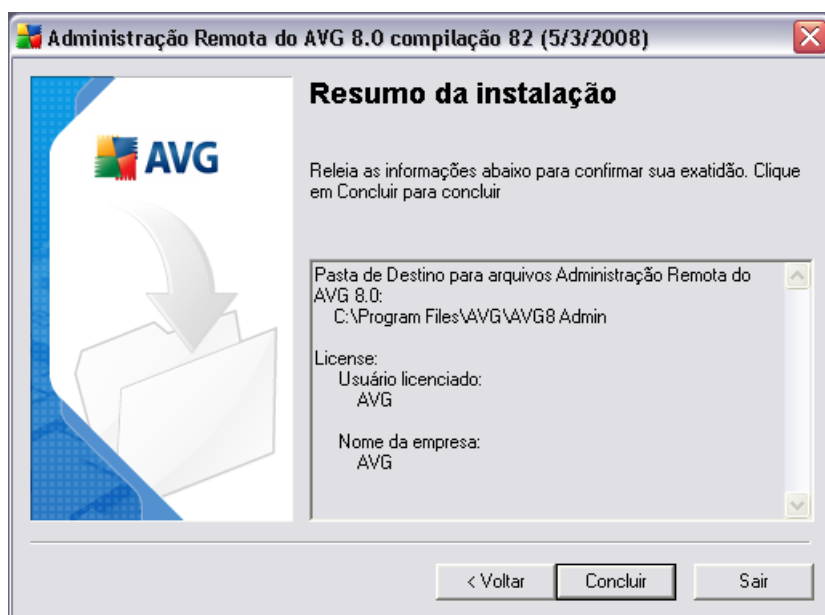 Administração Remota do AVG 8.0 compilação 82 (5/3/2008)
AVG
Resumo da instalação
Releia as informações abaixo para confirmar sua exatidão. Clique
em Concluir para concluir
Pasta de Destino para arquivos Administração Remota do
AVG 8.0:
C:\Program Files\AVG\AVG8 Admin
License:
Usuário licenciado:
AVG
Nome da empresa:
AVG
< Voltar
Concluir
Sair